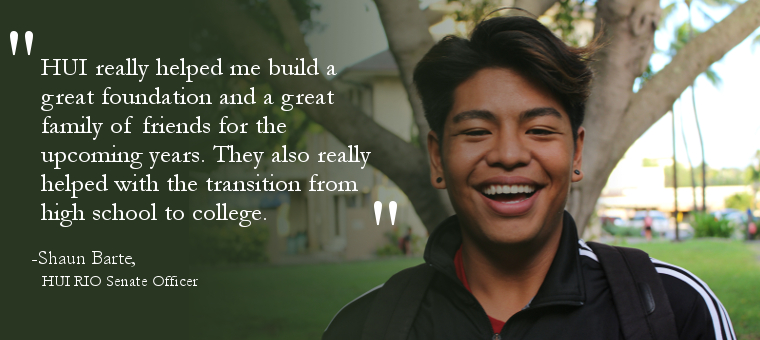 "HUI really helped me build a
great foundation and a great
family of friends for the
upcoming years. They also really
helped with the transition from
high school to college."
-Shaun Barte,
HUI RIO Senate Officer